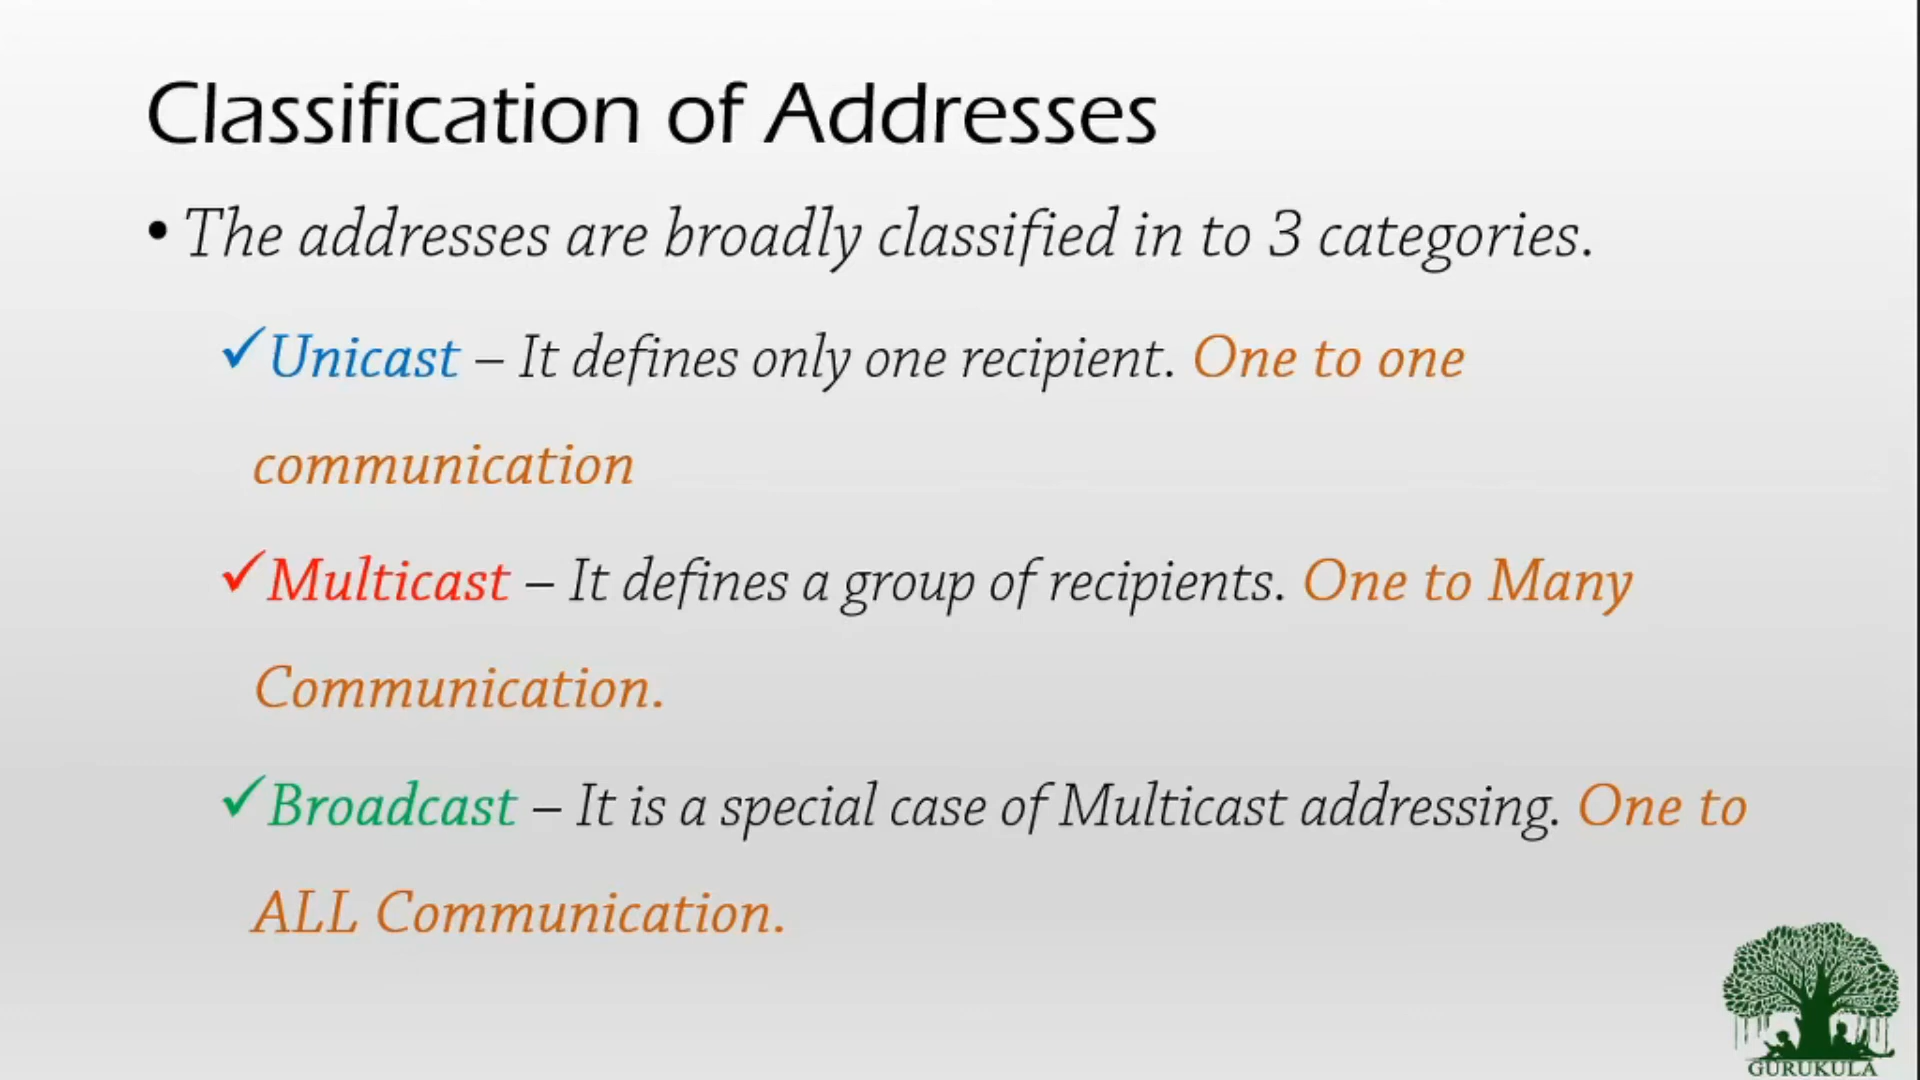 Classification of Addresses
• The addresses are broadly classified in to 3 categories.
✓Unicast – It defines only one recipient. One to one
communication
✓Multicast – It defines a group of recipients. One to Many
Communication.
✓Broadcast – It is a special case of Multicast addressing. One to
ALL Communication.
GURUKULA